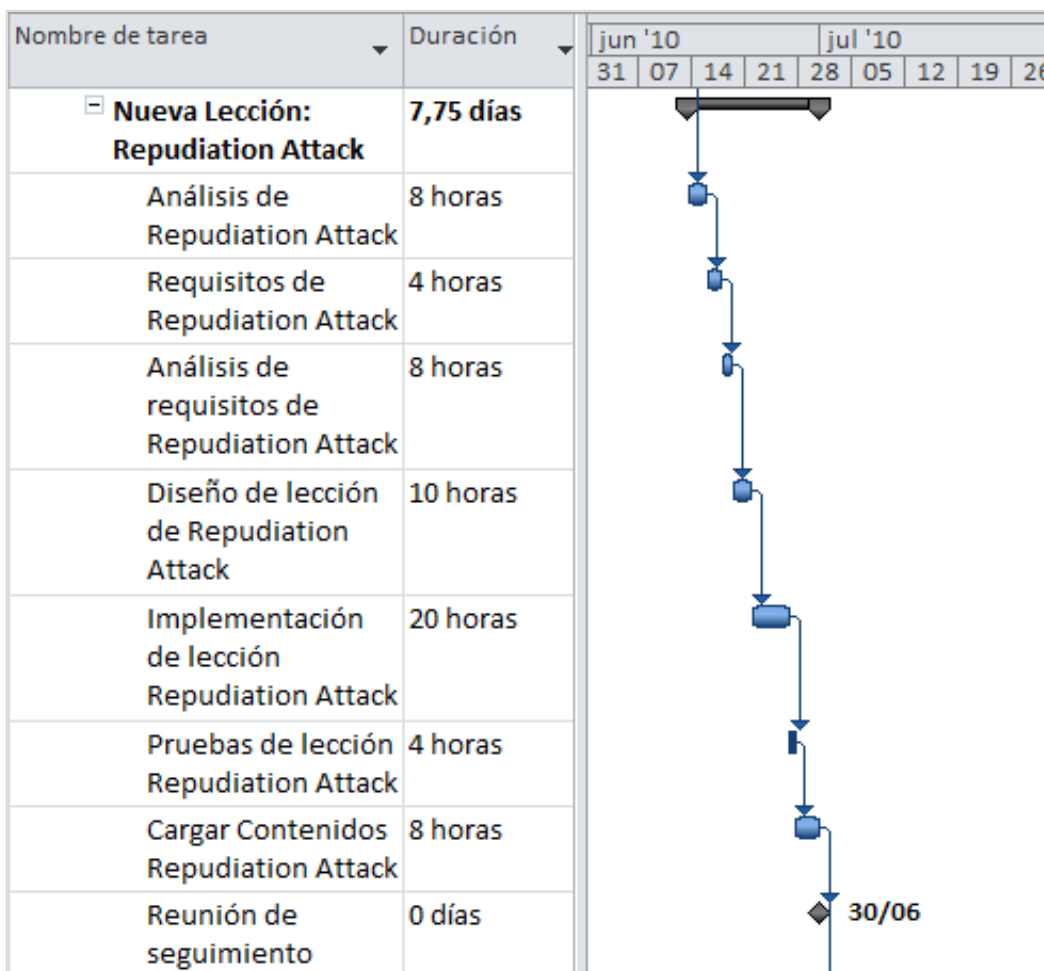 Nombre de tarea Duración jun '10 jul '10
31 07 14 21 28 05 12 19 26
Nueva Lección: 7,75 días
Repudiation Attack
Análisis de 8 horas
Repudiation Attack
Requisitos de 4 horas
Repudiation Attack
Análisis de 8 horas
requisitos de
Repudiation Attack
Diseño de lección 10 horas
de Repudiation
Attack
Implementación 20 horas
de lección
Repudiation Attack
Pruebas de lección 4 horas
Repudiation Attack
Cargar Contenidos 8 horas
Repudiation Attack
Reunión de 0 días 30/06
seguimiento